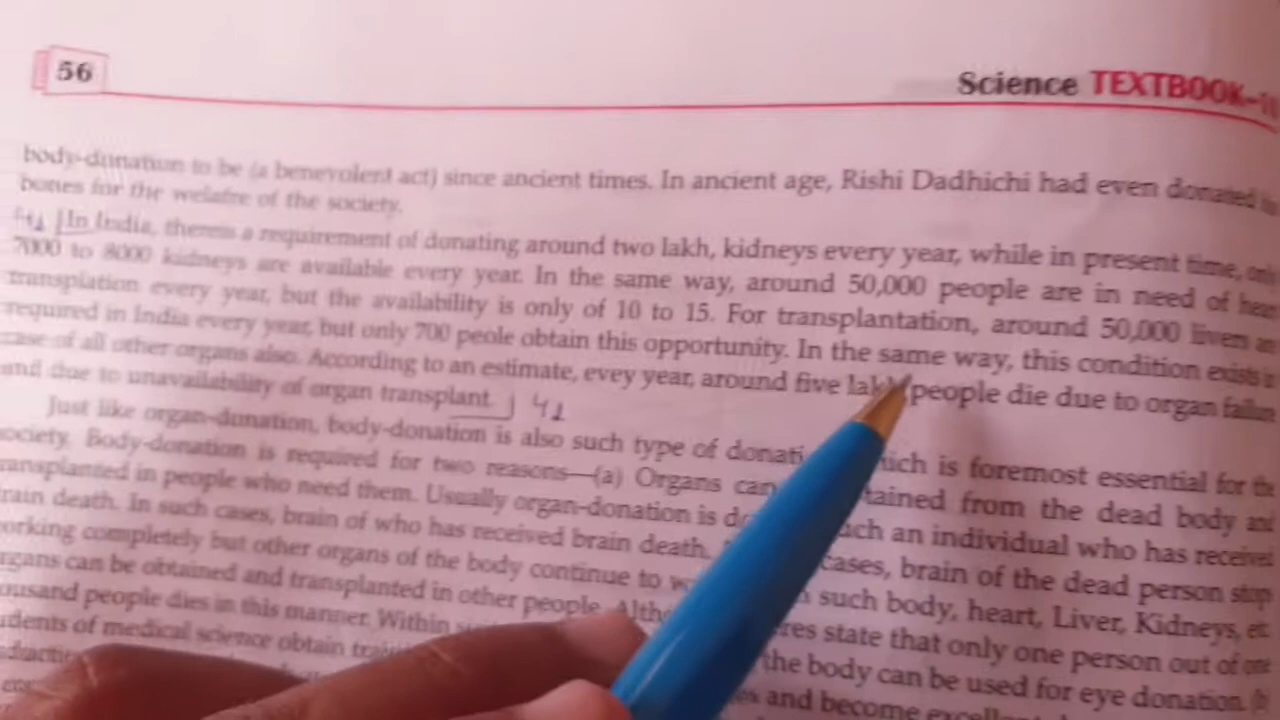 56
Science TEXTBOOK-
body-donation to be (a benevolent act) since ancient times. In ancient age, Rishi Dadhichi had even donated
bones for the welafre of the society.
In India, there is a requirement of donating around two lakh, kidneys every year, while in present time, only
7000 to 8000 kidneys are available every year. In the same way, around 50,000 people are in need of heart
transplation every year, but the availability is only of 10 to 15. For transplantation, around 50,000 livers are
required in India every year, but only 700 peole obtain this opportunity. In the same way, this condition exists in
case of all other organs also. According to an estimate, evey year, around five lakh people die due to organ failure
and due to unavailability of organ transplant.
Just like organ-donation, body-donation is also such type of which is foremost essential for the
society. Body-donation is required for two reasons—(a) Organs can from the dead body and
transplanted in people who need them. Usually organ-donation is such an individual who has received
brain death. In such cases, brain of who has received brain death. cases, brain of the dead person stop
working completely but other organs of the body continue to such body, heart, Liver, Kidneys, etc.
organs can be obtained and transplanted in other people. state that only one person out of one
thousand people dies in this manner. Within the body can be used for eye donation.
students of medical science obtain and become